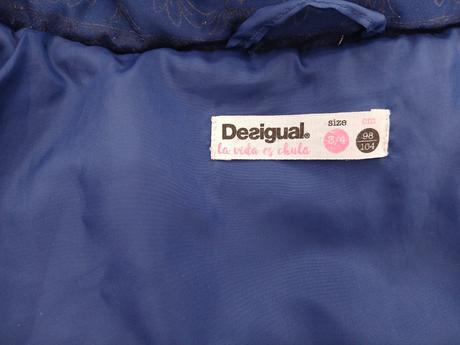 size cm
Desigual.
3/4 98
104
la vida es chula